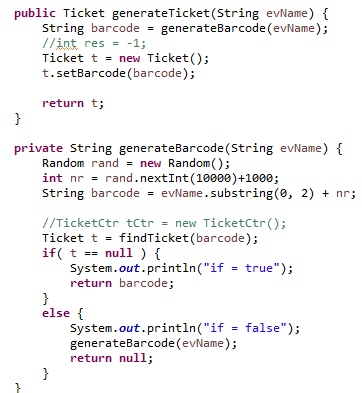 public Ticket generateTicket(String evName) {
    String barcode = generateBarcode(evName);
    //int res = -1;
    Ticket t = new Ticket();
    t.setBarcode(barcode);

    return t;
}

private String generateBarcode(String evName) {
    Random rand = new Random();
    int nr = rand.nextInt(10000)+1000;
    String barcode = evName.substring(0, 2) + nr;

    //TicketCtr tCtr = new TicketCtr();
    Ticket t = findTicket(barcode);
    if( t == null ) {
        System.out.println("if = true");
        return barcode;
    }
    else {
        System.out.println("if = false");
        generateBarcode(evName);
        return null;
    }
}